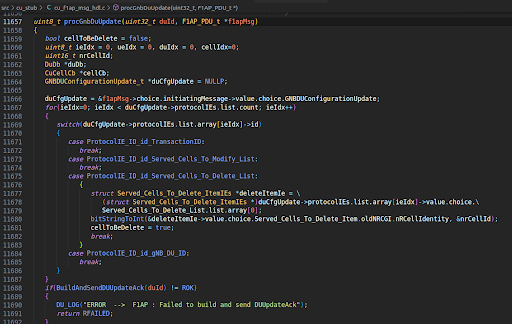 src > cu_stub > C cu_f1ap_msg_hdl.c > procGnbDuUpdate(uint32_t, F1AP_PDU_t *)
11657 uint8_t procGnbDuUpdate(uint32_t duId, F1AP_PDU_t *f1apMsg)
11658 {
11659 bool cellToBeDelete = false;
11660 uint8_t ieIdx = 0, ueIdx = 0, duIdx = 0, cellIdx=0;
11661 uint16_t nrCellId;
11662 DuDb *duDb;
11663 CuCellCb *cellCb;
11664 GNBDUConfigurationUpdate_t *duCfgUpdate = NULLP;
11665
11666 duCfgUpdate = &f1apMsg->choice.initiatingMessage->value.choice.GNBDUConfigurationUpdate;
11667 for(ieIdx=0; ieIdx < duCfgUpdate->protocolIEs.list.count; ieIdx++)
11668 {
11669 switch(duCfgUpdate->protocolIEs.list.array[ieIdx]->id)
11670 {
11671 case ProtocolIE_ID_id_TransactionID:
11672 break;
11673 case ProtocolIE_ID_id_Served_Cells_To_Modify_List:
11674 break;
11675 case ProtocolIE_ID_id_Served_Cells_To_Delete_List:
11676 {
11677 struct Served_Cells_To_Delete_ItemIEs *deleteItemIe = \
11678 (struct Served_Cells_To_Delete_ItemIEs *)duCfgUpdate->protocolIEs.list.array[ieIdx]->value.choice.\
11679 Served_Cells_To_Delete_List.list.array[0];
11680 bitStringToInt(&deleteItemIe->value.choice.Served_Cells_To_Delete_Item.oldNRCGI.nRCellIdentity, &nrCellId);
11681 cellToBeDelete = true;
11682 break;
11683 }
11684 case ProtocolIE_ID_id_gNB_DU_ID:
11685 break;
11686 }
11687 }
11688 if(BuildAndSendDUUpdateAck(duId) != ROK)
11689 {
11690 DU_LOG("ERROR --> F1AP : Failed to build and send DUUpdateAck");
11691 return RFAILED;
11692 }